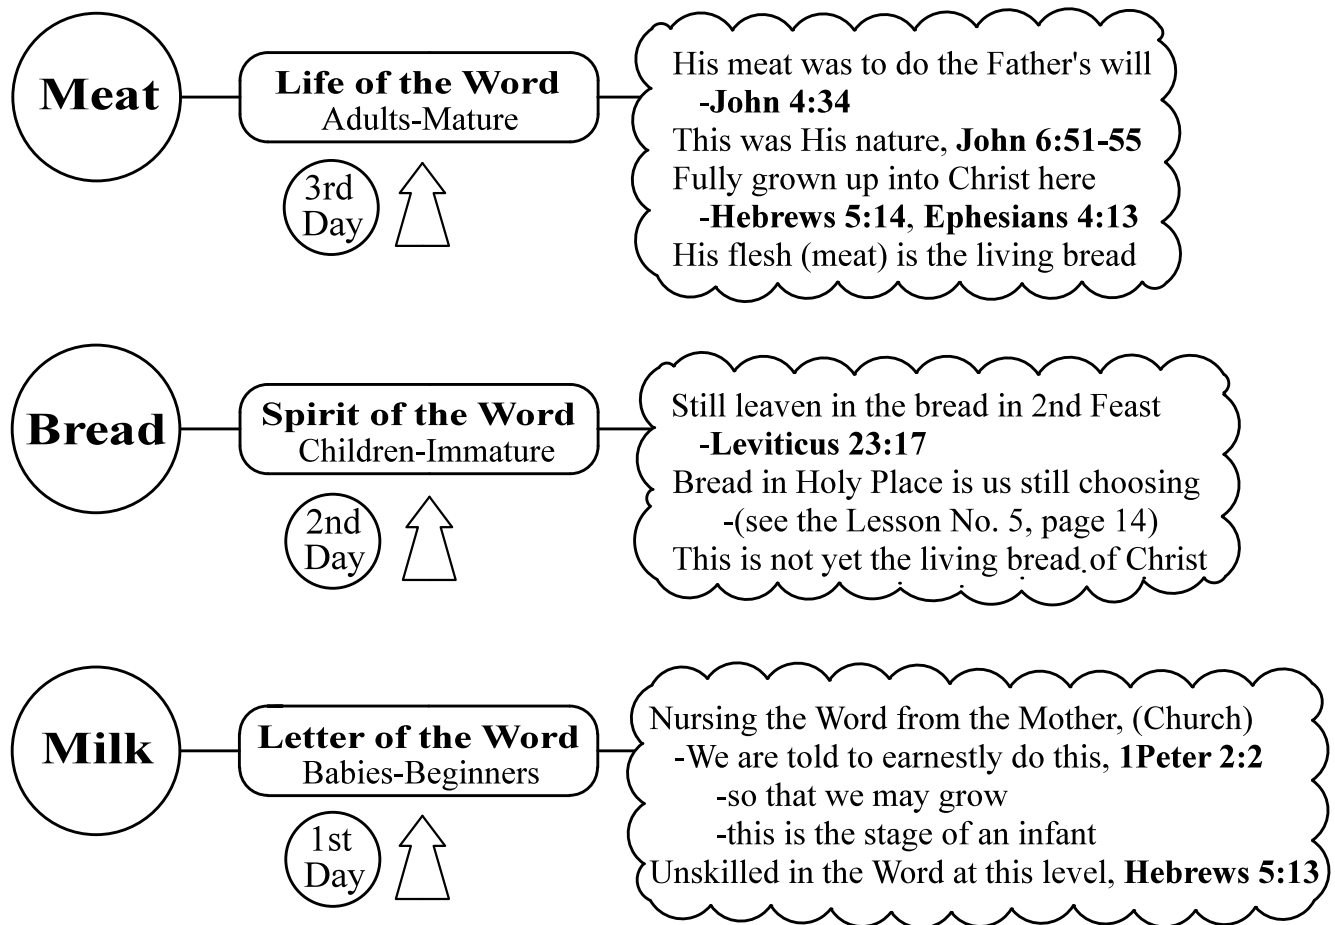 Meat
Life of the Word
Adults-Mature
3rd
Day
His meat was to do the Father's will
-John 4:34
This was His nature, John 6:51-55
Fully grown up into Christ here
-Hebrews 5:14, Ephesians 4:13
His flesh (meat) is the living bread
Bread
Spirit of the Word
Children-Immature
2nd
Day
Still leaven in the bread in 2nd Feast
-Leviticus 23:17
Bread in Holy Place is us still choosing
-(see the Lesson No. 5, page 14)
This is not yet the living bread of Christ
Milk
Letter of the Word
Babies-Beginners
1st
Day
Nursing the Word from the Mother, (Church)
-We are told to earnestly do this, 1Peter 2:2
-so that we may grow
-this is the stage of an infant
Unskilled in the Word at this level, Hebrews 5:13